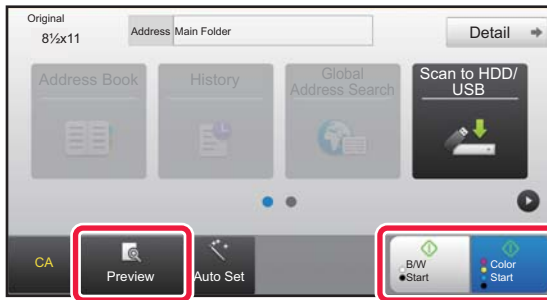 Original
8½x11
Address Main Folder
Detail
Address Book
History
Global
Address Search
Scan to HDD/
USB
CA
Preview
Auto Set
B/W
Start
Color
Start